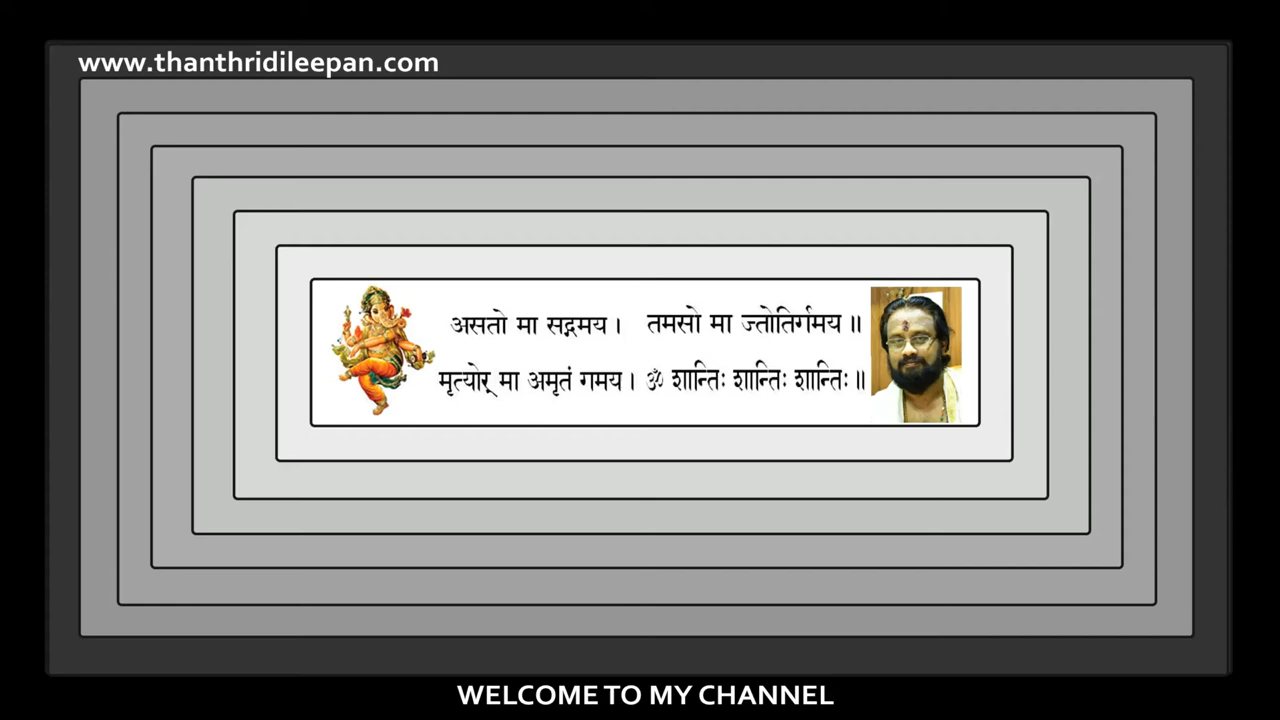 www.thanthridileepan.com
असतो मा सद्गमय। तमसो मा ज्तोतिर्गमय॥
मृत्योर् मा अमृतं गमय। ॐ शान्तिः शान्तिः शान्तिः॥
WELCOME TO MY CHANNEL